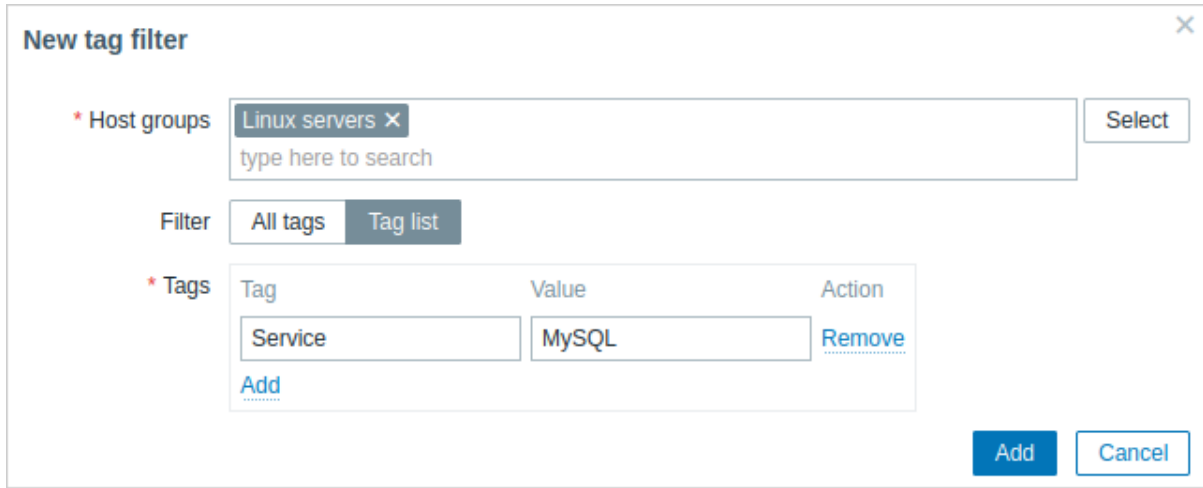 New tag filter
* Host groups Linux servers Select
type here to search
Filter All tags Tag list
* Tags Tag Value Action
Service MySQL Remove
Add
Add Cancel